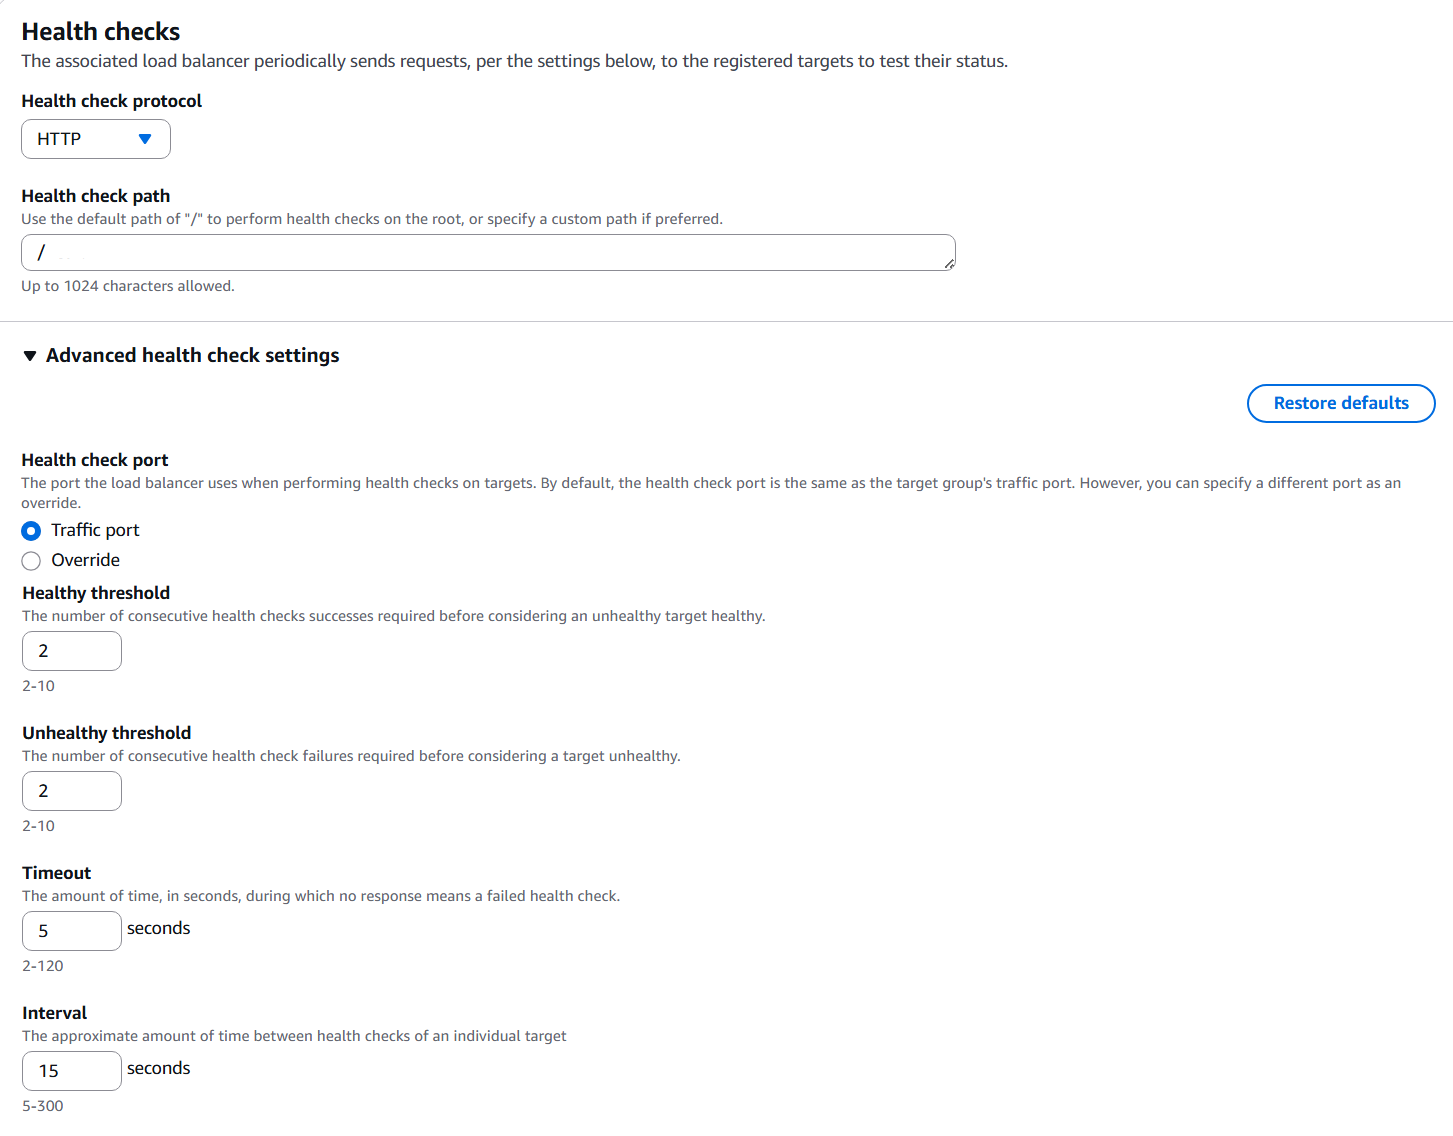 Health checks
The associated load balancer periodically sends requests, per the settings below, to the registered targets to test their status.
Health check protocol
HTTP
Health check path
Use the default path of "/" to perform health checks on the root, or specify a custom path if preferred.
/
Up to 1024 characters allowed.
Advanced health check settings
Restore defaults
Health check port
The port the load balancer uses when performing health checks on targets. By default, the health check port is the same as the target group's traffic port. However, you can specify a different port as an
override.
Traffic port
Override
Healthy threshold
The number of consecutive health checks successes required before considering an unhealthy target healthy.
2
2-10
Unhealthy threshold
The number of consecutive health check failures required before considering a target unhealthy.
2
2-10
Timeout
The amount of time, in seconds, during which no response means a failed health check.
5 seconds
2-120
Interval
The approximate amount of time between health checks of an individual target
15 seconds
5-300